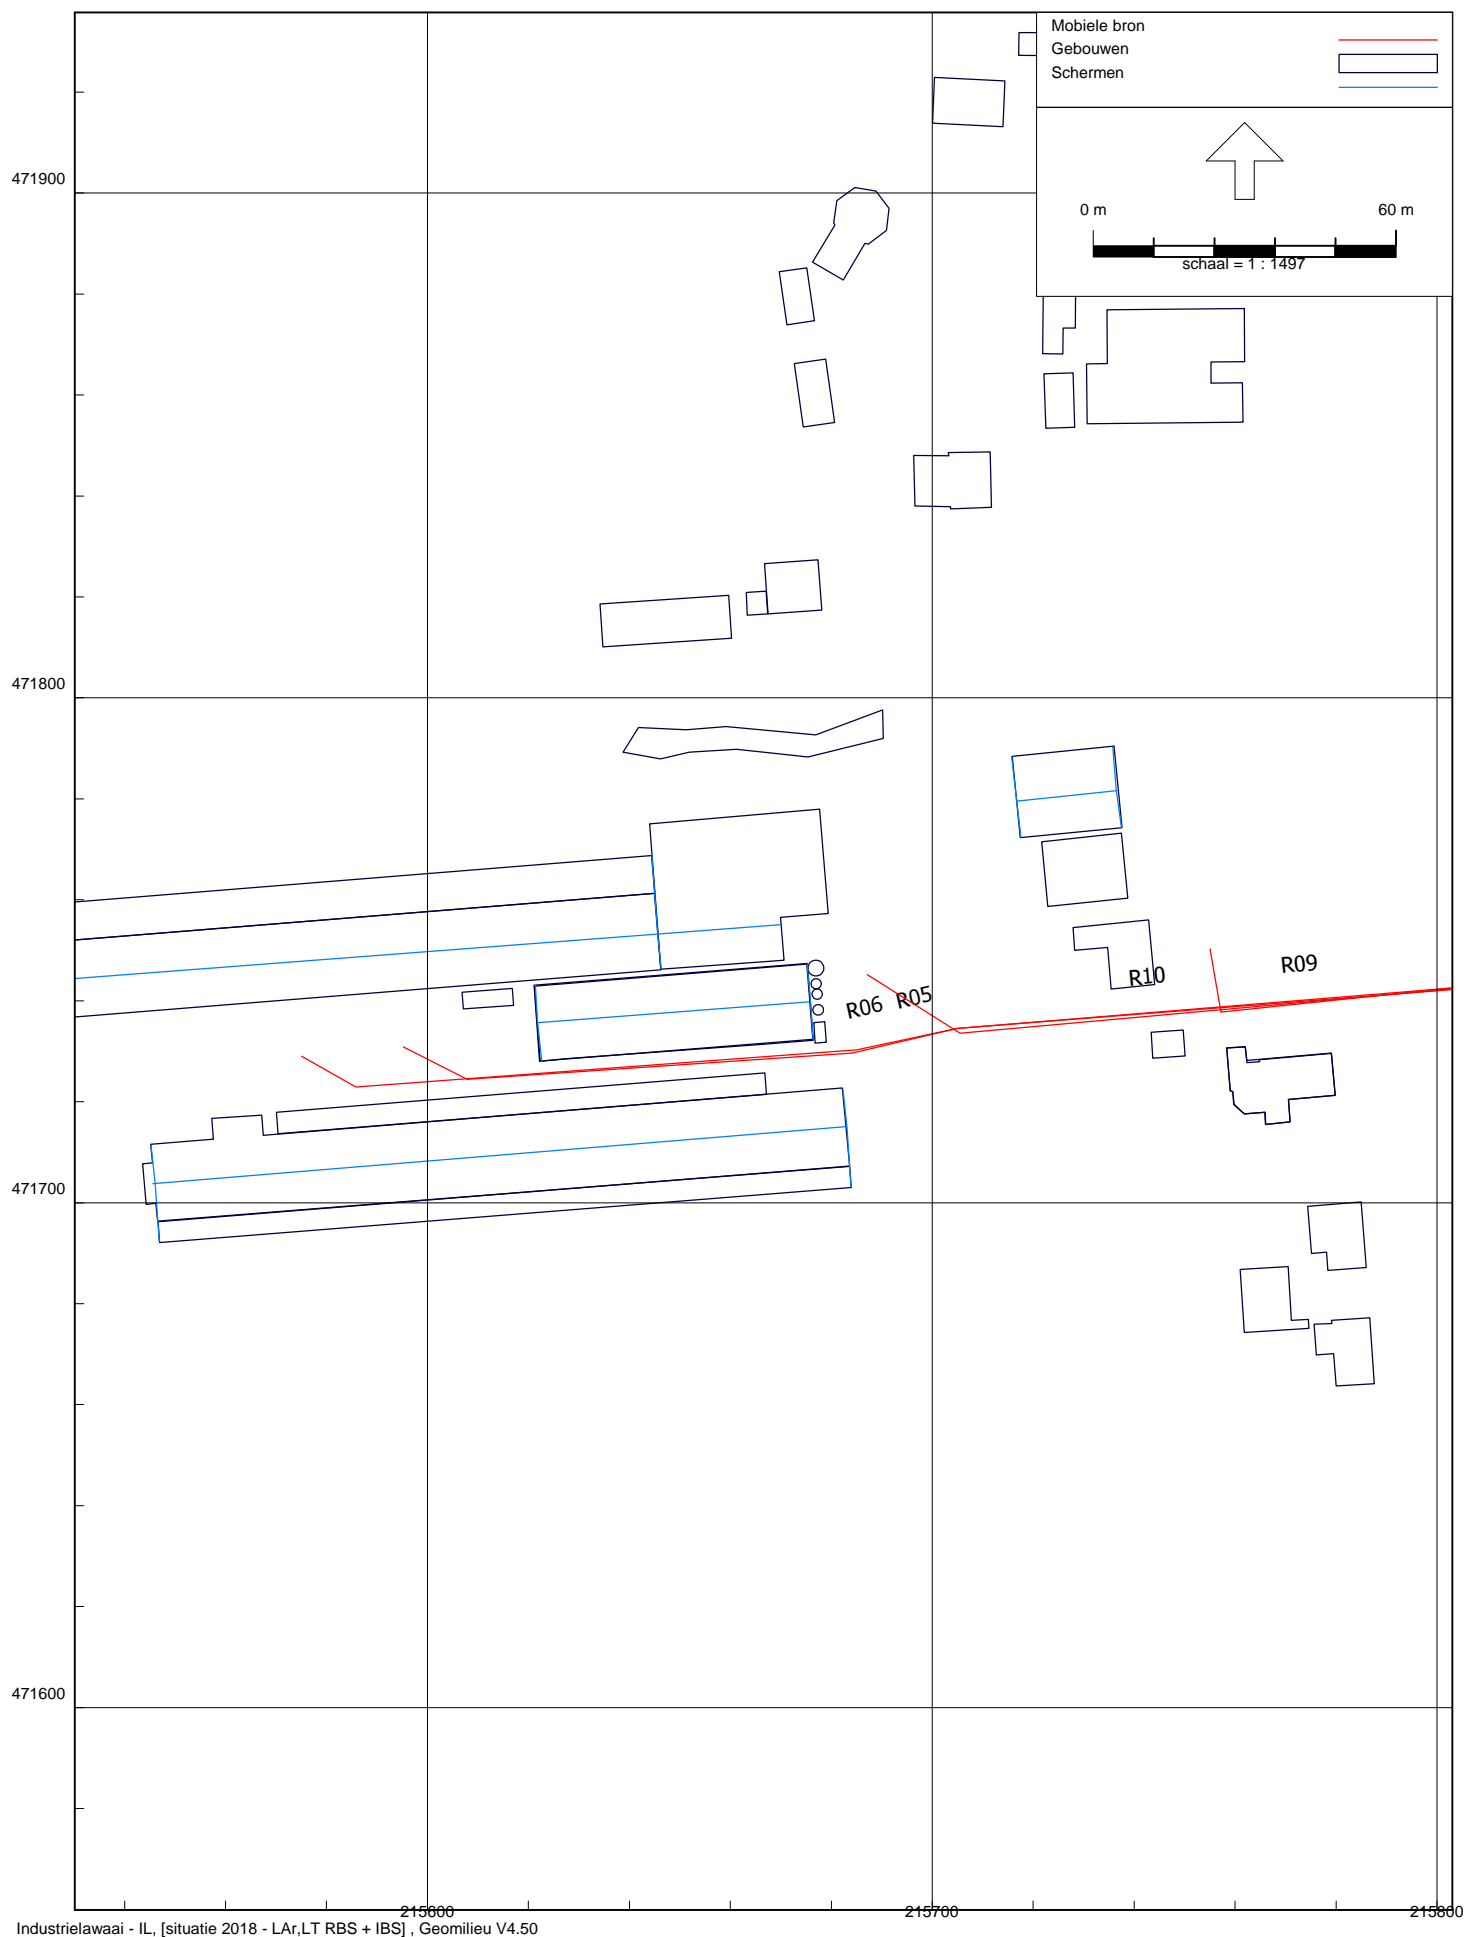 Mobiele bron
Gebouwen
Schermen
471900
0 m
60 m
schaal = 1 : 1497
471800
R06
R05
R10
R09
471700
471600
215600
215700
215800
Industrielawaai - IL, [situatie 2018 - LAr,LT RBS + IBS] , Geomilieu V4.50